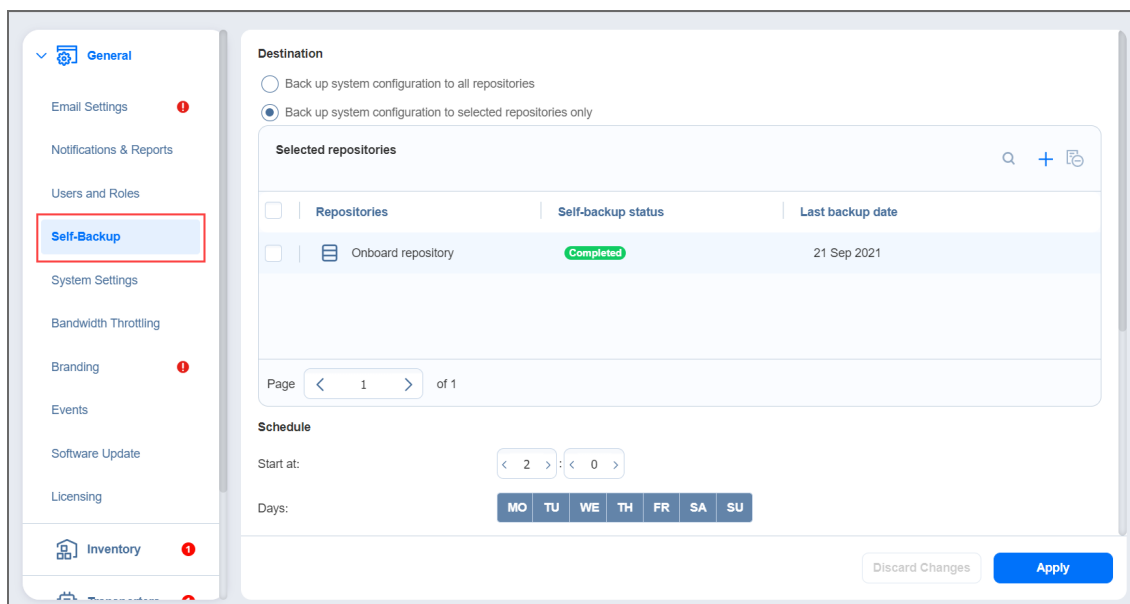 General
Email Settings
Notifications & Reports
Users and Roles
Self-Backup
System Settings
Bandwidth Throttling
Branding
Events
Software Update
Licensing
Inventory 1
Destination
Back up system configuration to all repositories
Back up system configuration to selected repositories only
Selected repositories
Repositories Self-backup status Last backup date
Onboard repository Completed 21 Sep 2021
Page 1 of 1
Schedule
Start at: 2 : 0
Days: MO TU WE TH FR SA SU
Discard Changes Apply